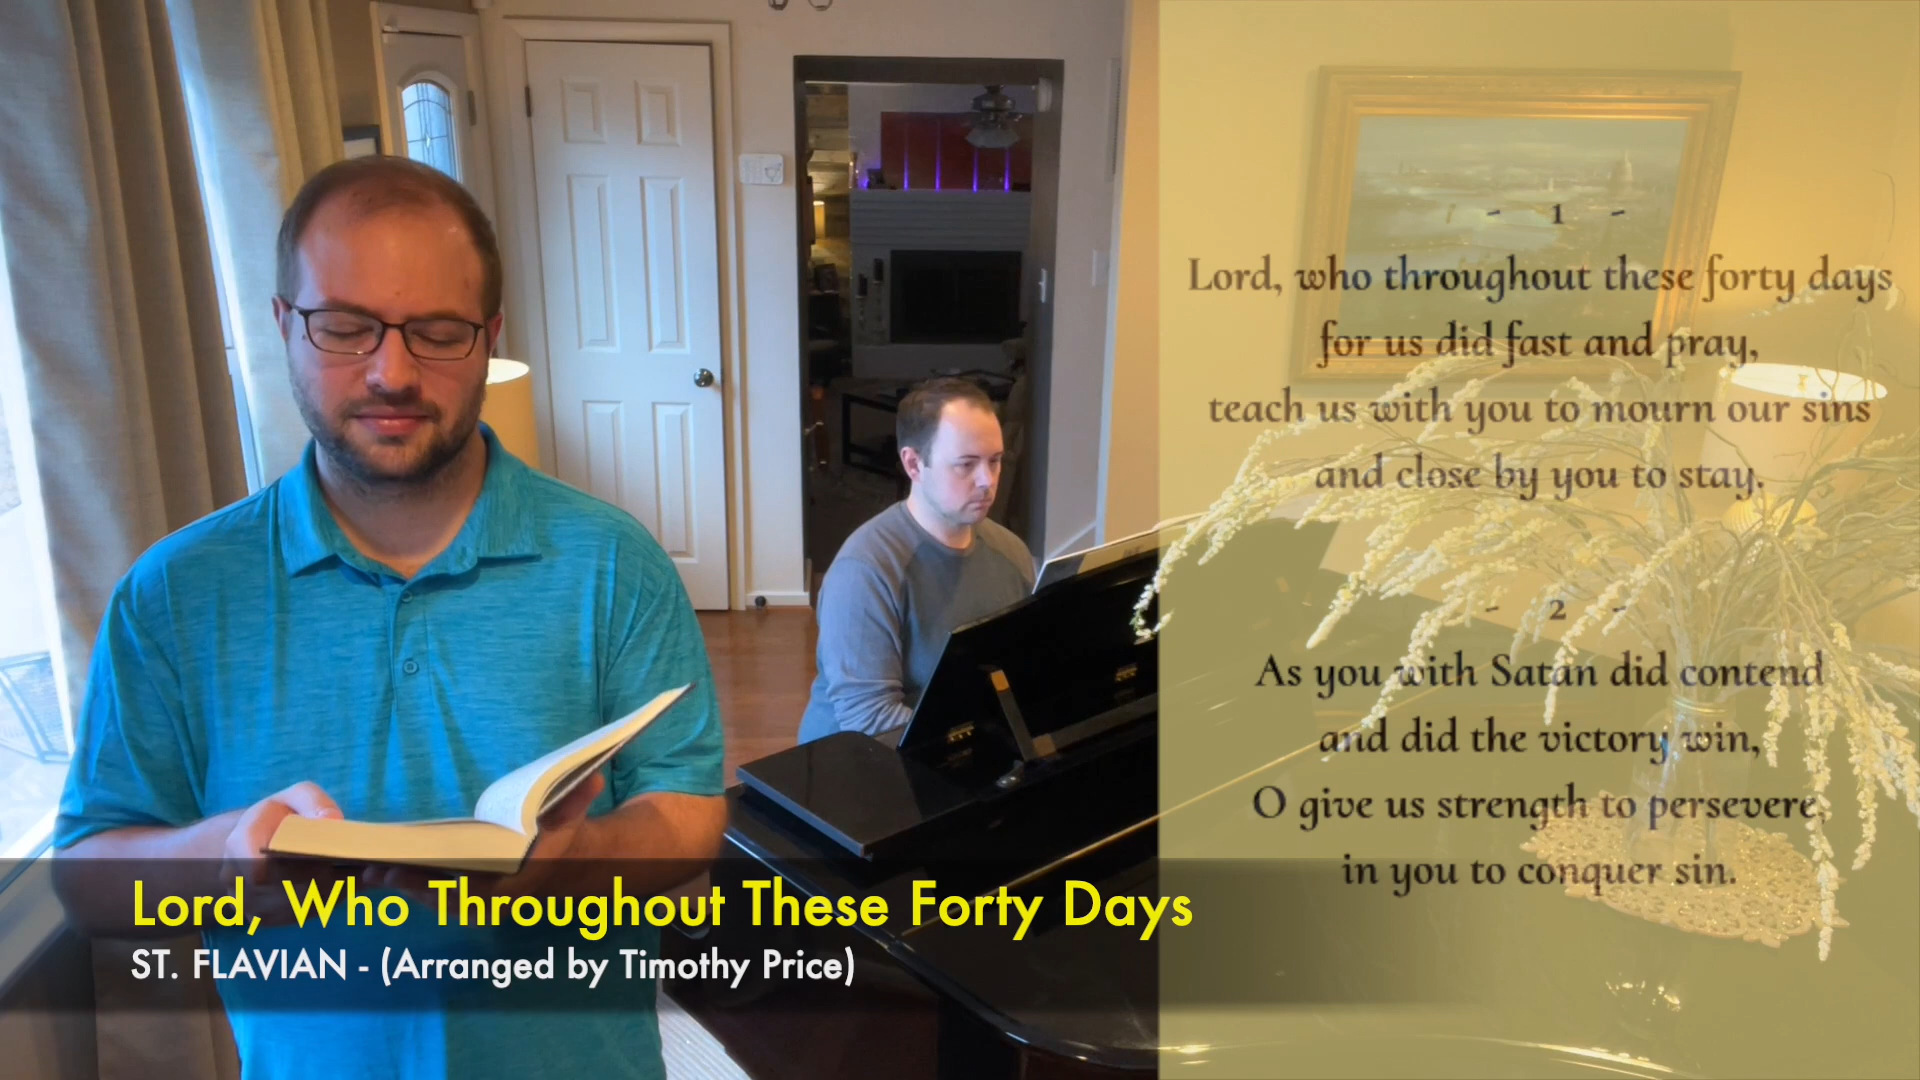 - 1 -
Lord, who throughout these forty days
for us did fast and pray,
teach us with you to mourn our sins
and close by you to stay.
- 2 -
As you with Satan did contend
and did the victory win,
O give us strength to persevere,
in you to conquer sin.
Lord, Who Throughout These Forty Days
ST. FLAVIAN - (Arranged by Timothy Price)